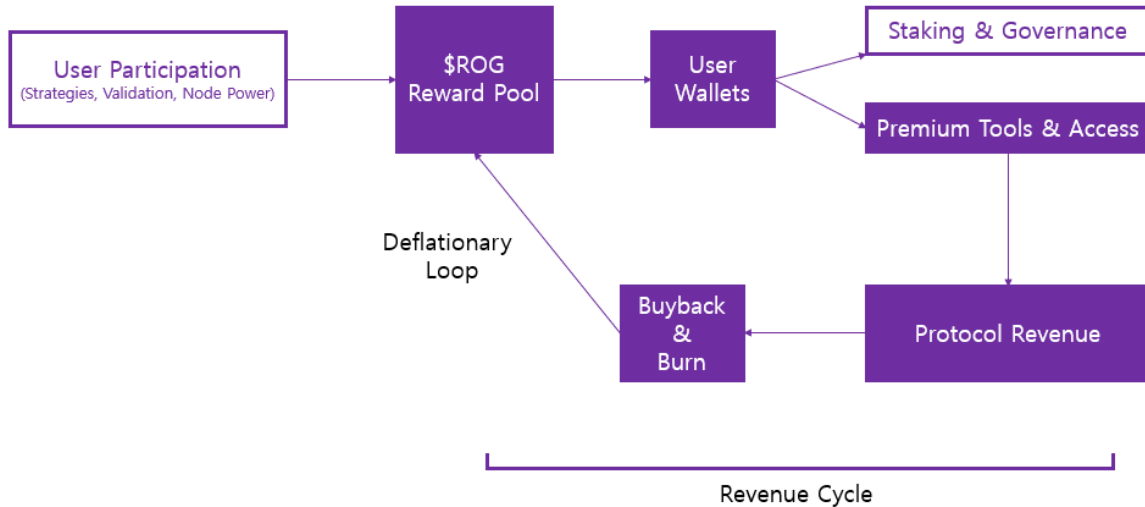 User Participation
(Strategies, Validation, Node Power)
$ROG
Reward Pool
User
Wallets
Staking & Governance
Premium Tools & Access
Deflationary
Loop
Buyback
&
Burn
Protocol Revenue
Revenue Cycle